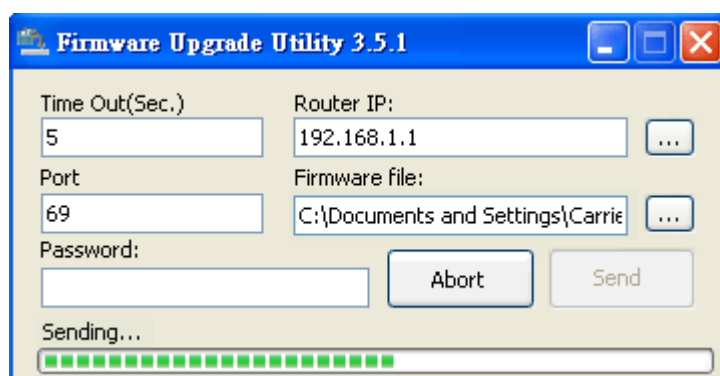 Firmware Upgrade Utility 3.5.1
Time Out(Sec.) Router IP:
5 192.168.1.1 ...
Port Firmware file:
69 C:\Documents and Settings\Carrie ...
Password:
Abort Send
Sending...